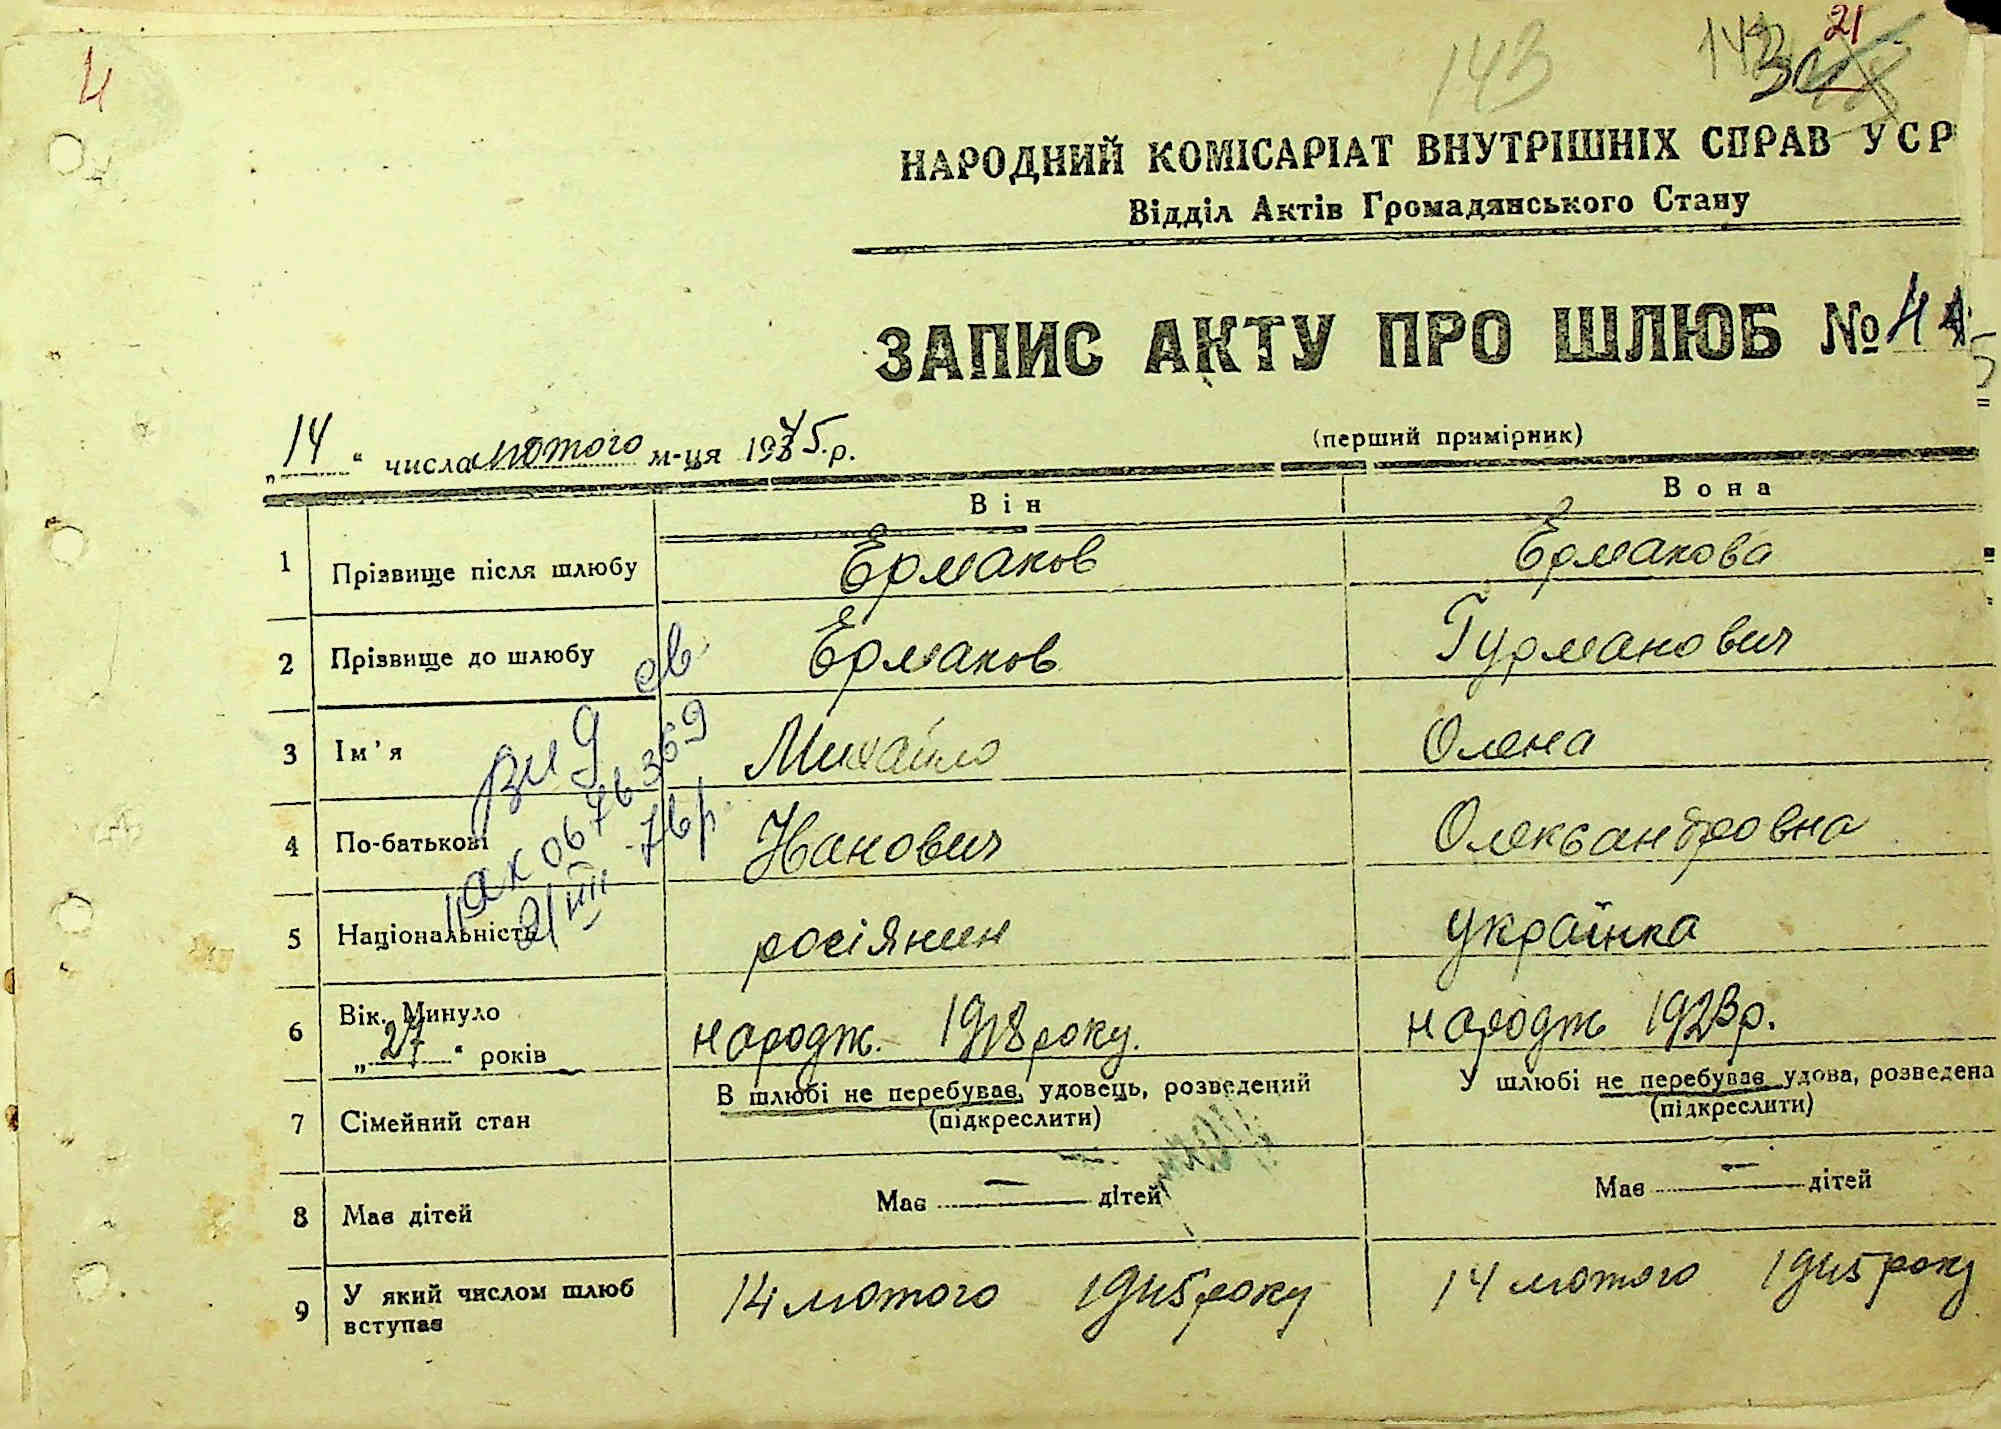 4
143
21
НАРОДНИЙ КОМІСАРІАТ ВНУТРІШНІХ СПРАВ УСР
Відділ Актів Громадянського Стану
ЗАПИС АКТУ ПРО ШЛЮБ №
„14“ числа лютого м-ця 1945 р.
(перший примірник)
Він Вона
1 Прізвище після шлюбу Ермаков Ермакова
2 Прізвище до шлюбу Ермаков Гурманович
3 Ім'я Михайло Олена
4 По-батькові Іванович Олександровна
5 Національність росіянин українка
6 Вік. Минуло „27“ років народж. 1918 року. народж 1923 р.
7 Сімейний стан В шлюбі не перебуває, удовець, розведений (підкреслити) У шлюбі не перебуває удова, розведена (підкреслити)
8 Має дітей Має — дітей Має — дітей
9 У який числом шлюб вступає 14 лютого 1945 року 14 лютого 1945 року